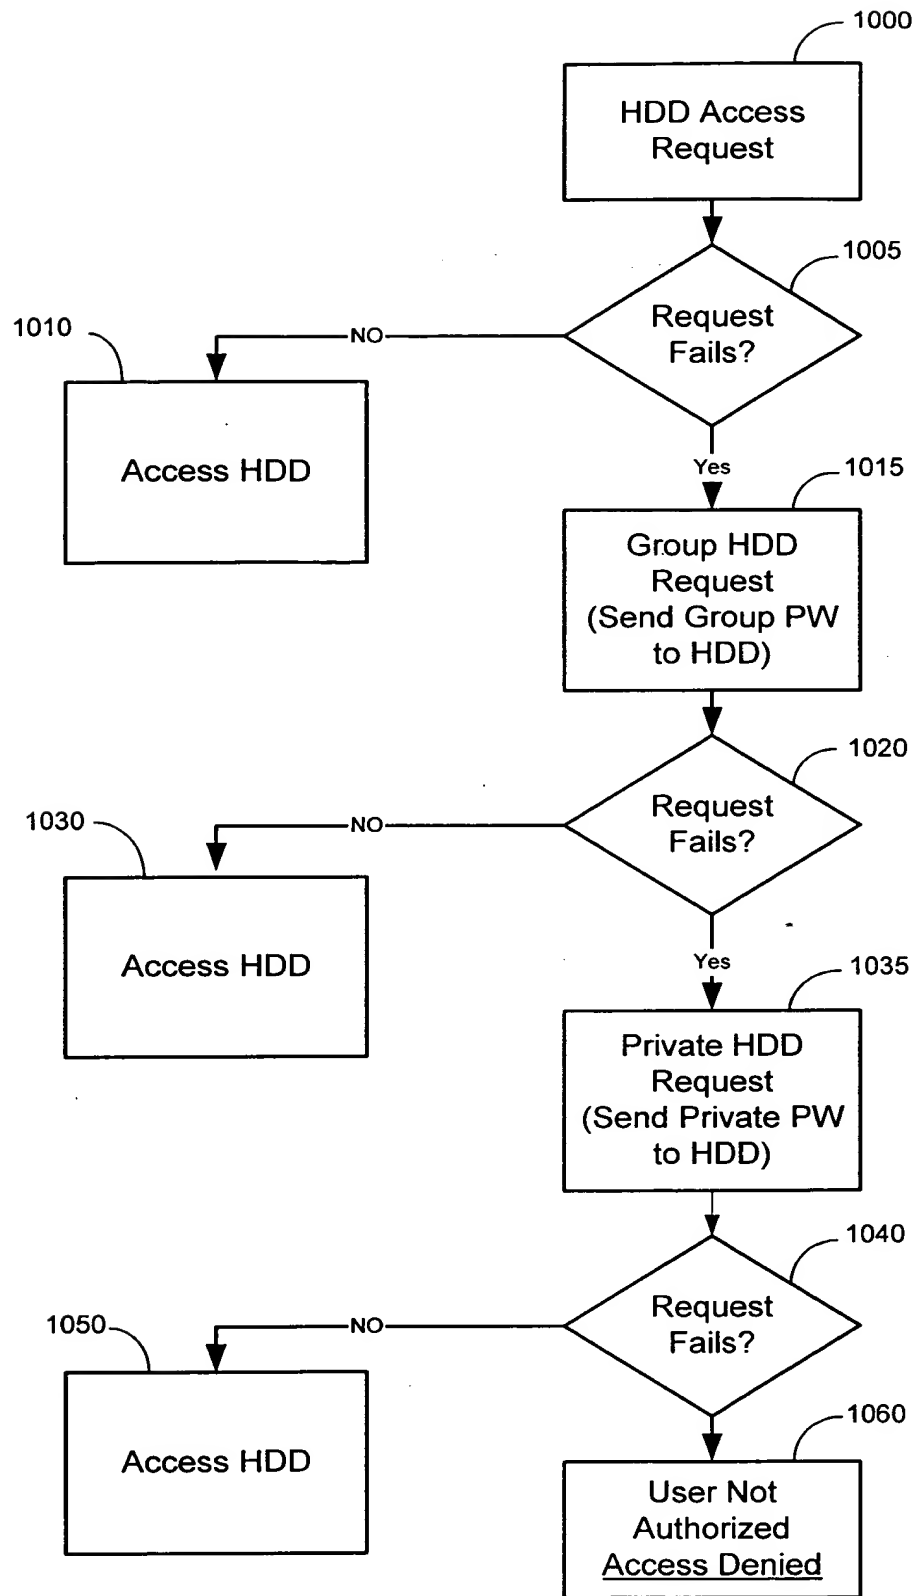 1000
HDD Access
Request
1005
Request
Fails?
NO
1010
Access HDD
Yes
1015
Group HDD
Request
(Send Group PW
to HDD)
1020
Request
Fails?
NO
1030
Access HDD
Yes
1035
Private HDD
Request
(Send Private PW
to HDD)
1040
Request
Fails?
NO
1050
Access HDD
1060
User Not
Authorized
Access Denied